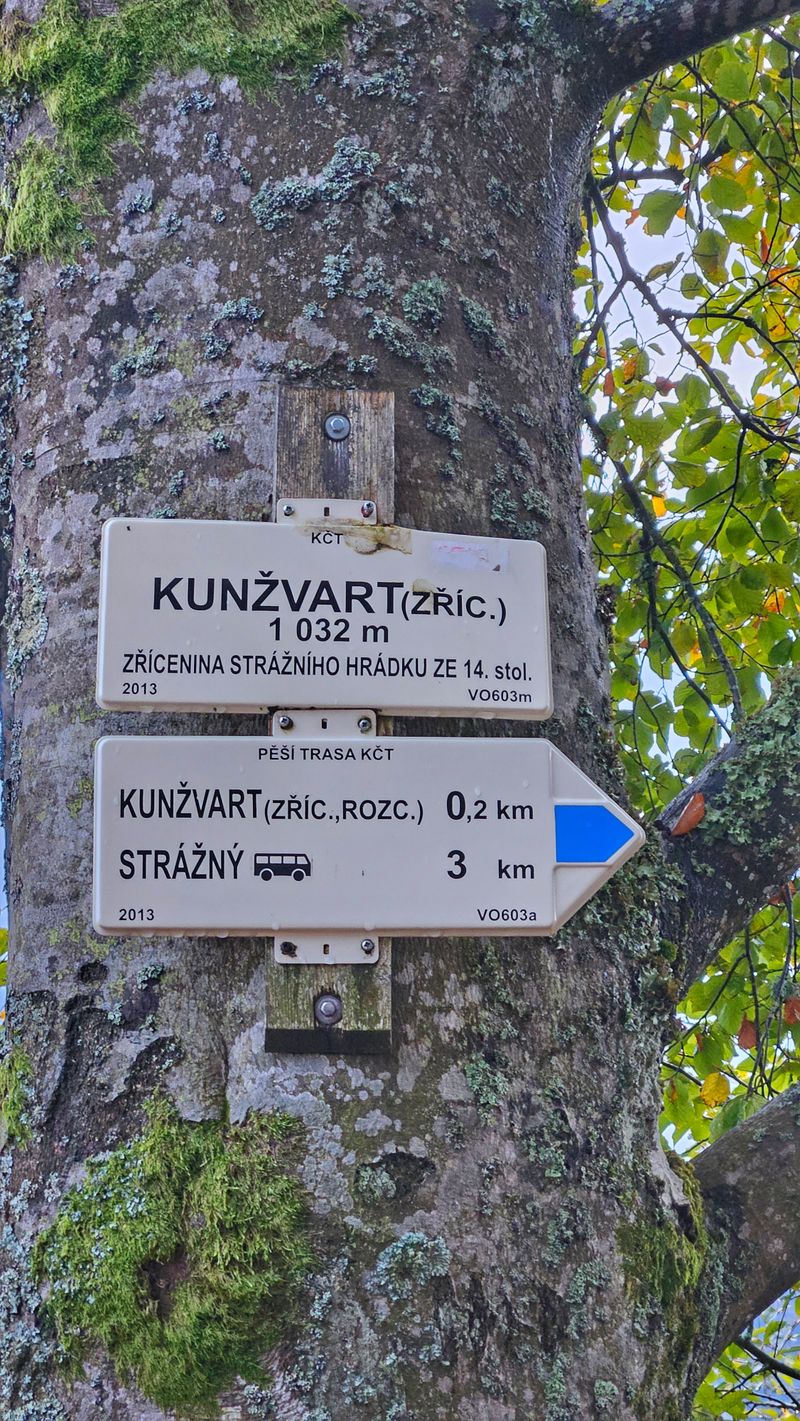 KČT
KUNŽVART(ZŘÍC.)
1 032 m
ZŘÍCENINA STRÁŽNÍHO HRÁDKU ZE 14. stol.
2013 VO603m
PĚŠÍ TRASA KČT
KUNŽVART(ZŘÍC.,ROZC.) 0,2 km
STRÁŽNÝ 3 km
2013 VO603a